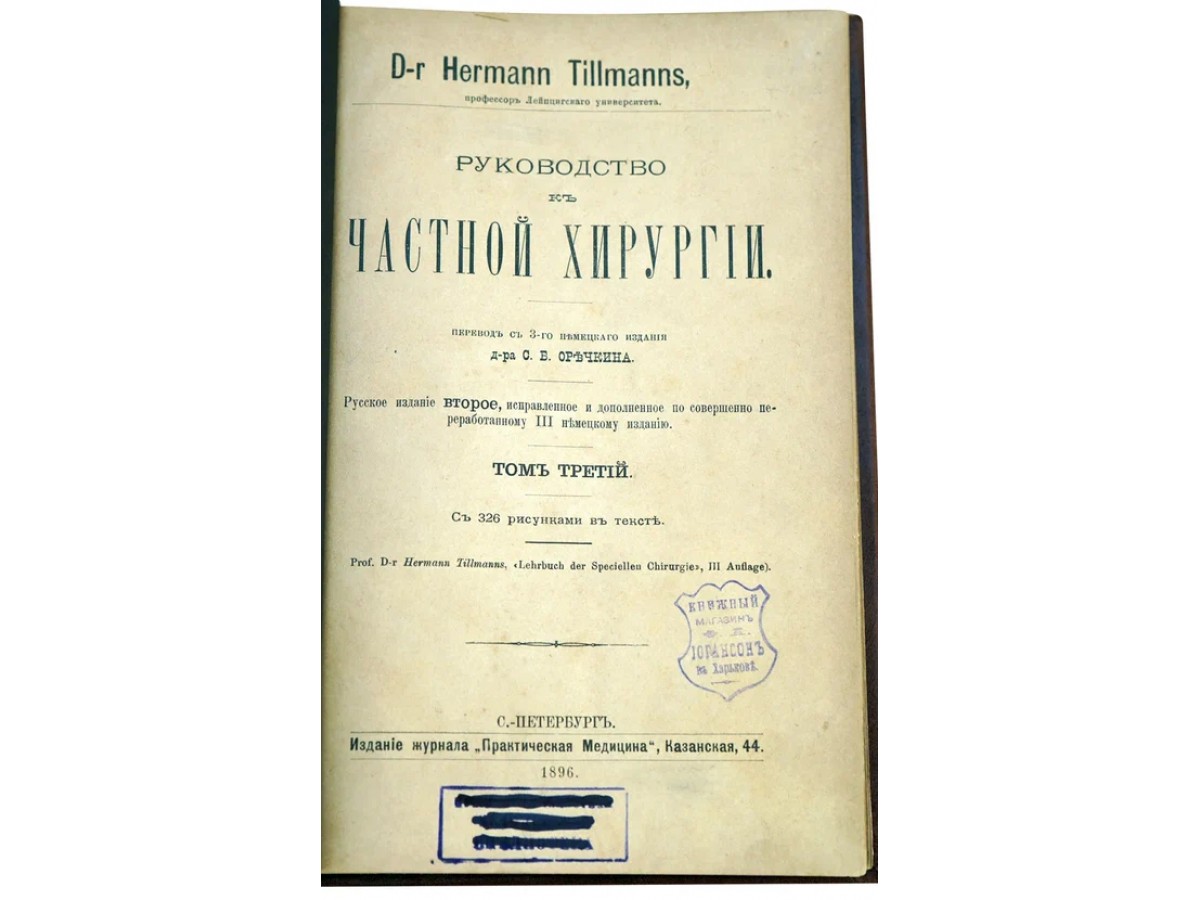 D-r Hermann Tillmanns,
профессоръ Лейпцигскаго университета.
РУКОВОДСТВО
КЪ
ЧАСТНОЙ ХИРУРГІИ.
ПЕРЕВОДЪ СЪ 3-ГО НѢМЕЦКАГО ИЗДАНІЯ
Д-ра С. Б. ОРѢЧКИНА.
Русское изданіе ВТОРОЕ, исправленное и дополненное по совершенно пе-
реработанному III нѣмецкому изданію.
ТОМЪ ТРЕТІЙ.
Съ 326 рисунками въ текстѣ.
Prof. D-r Hermann Tillmanns, «Lehrbuch der Speciellen Chirurgie», III Auflage).
КНИЖНЫЙ
МАГАЗИНЪ
ІОГАНСОНЪ
въ Харьковѣ.
С.-ПЕТЕРБУРГЪ.
Изданіе журнала „Практическая Медицина“, Казанская, 44.
1896.